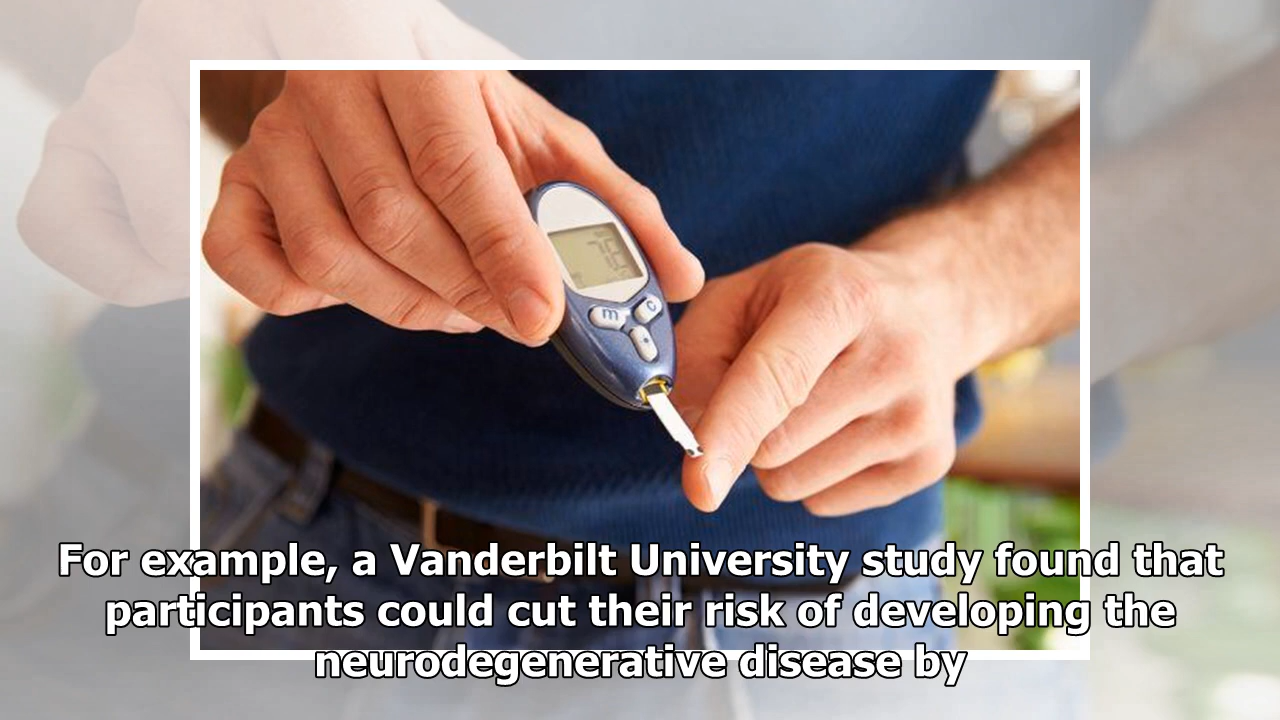 m
C
For example, a Vanderbilt University study found that
participants could cut their risk of developing the
neurodegenerative disease by